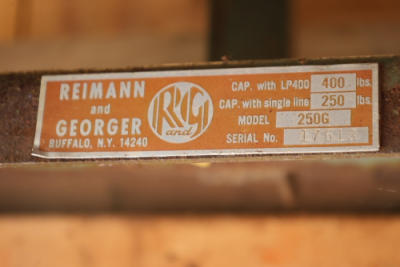 REIMANN
and
GEORGER
BUFFALO, N.Y. 14240
R and G
CAP. with LP400 400 lbs.
CAP. with single line 250 lbs.
MODEL 250G
SERIAL No.